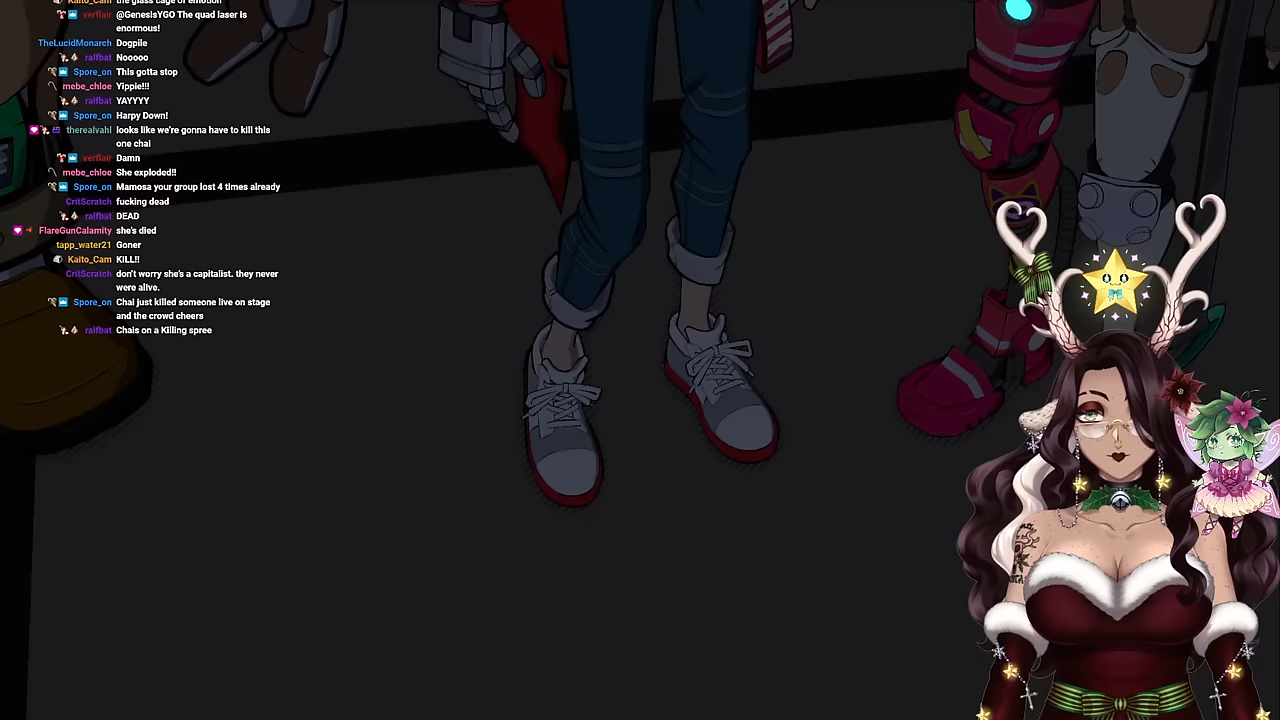 Kaito_Cam the glass cage of emotion
verfiair @GenesisYGO The quad laser is
enormous!
TheLucidMonarch Dogpile
ralfbat Nooooo
Spore_on This gotta stop
mebe_chloe Yippie!!!
ralfbat YAYYYY
Spore_on Harpy Down!
therealvahl looks like we're gonna have to kill this
one chai
verfiair Damn
mebe_chloe She exploded!!
Spore_on Mamosa your group lost 4 times already
CritScratch fucking dead
ralfbat DEAD
FlareGunCalamity she's died
tapp_water21 Goner
Kaito_Cam KILL!!
CritScratch don't worry she's a capitalist. they never
were alive.
Spore_on Chai just killed someone live on stage
and the crowd cheers
ralfbat Chais on a Killing spree